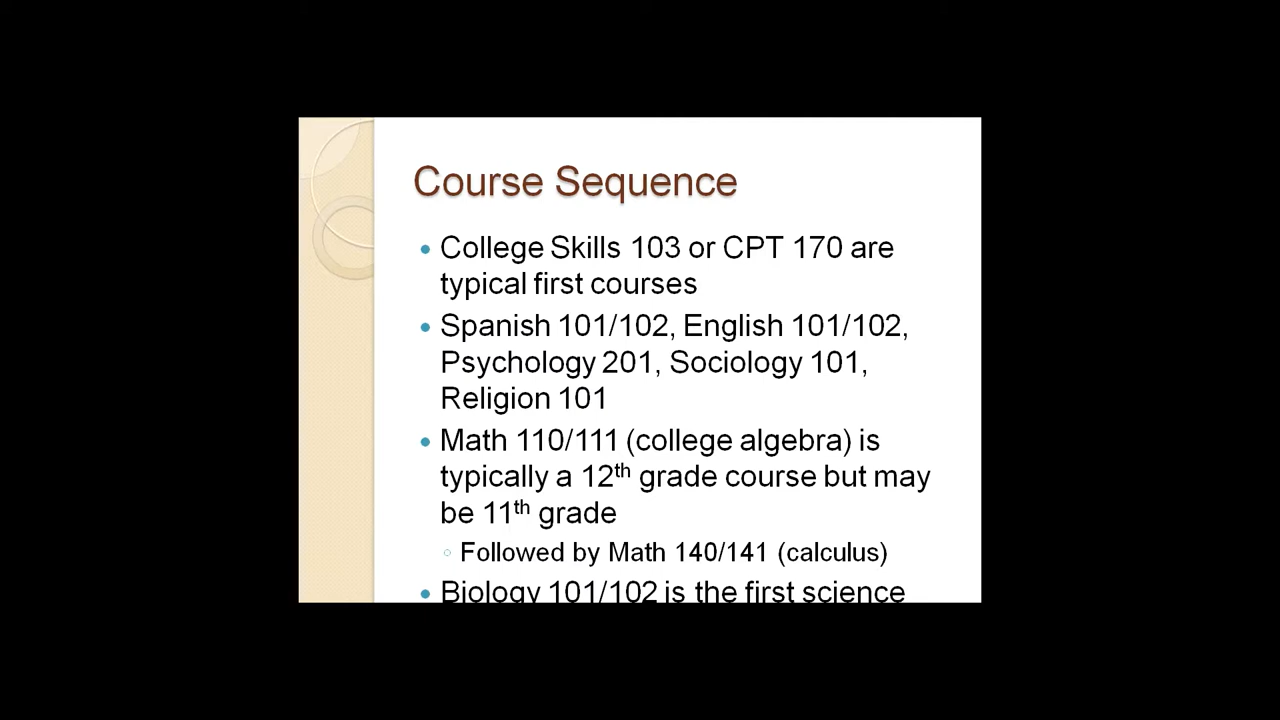 Course Sequence
College Skills 103 or CPT 170 are
typical first courses
Spanish 101/102, English 101/102,
Psychology 201, Sociology 101,
Religion 101
Math 110/111 (college algebra) is
typically a 12th grade course but may
be 11th grade
Followed by Math 140/141 (calculus)
Biology 101/102 is the first science